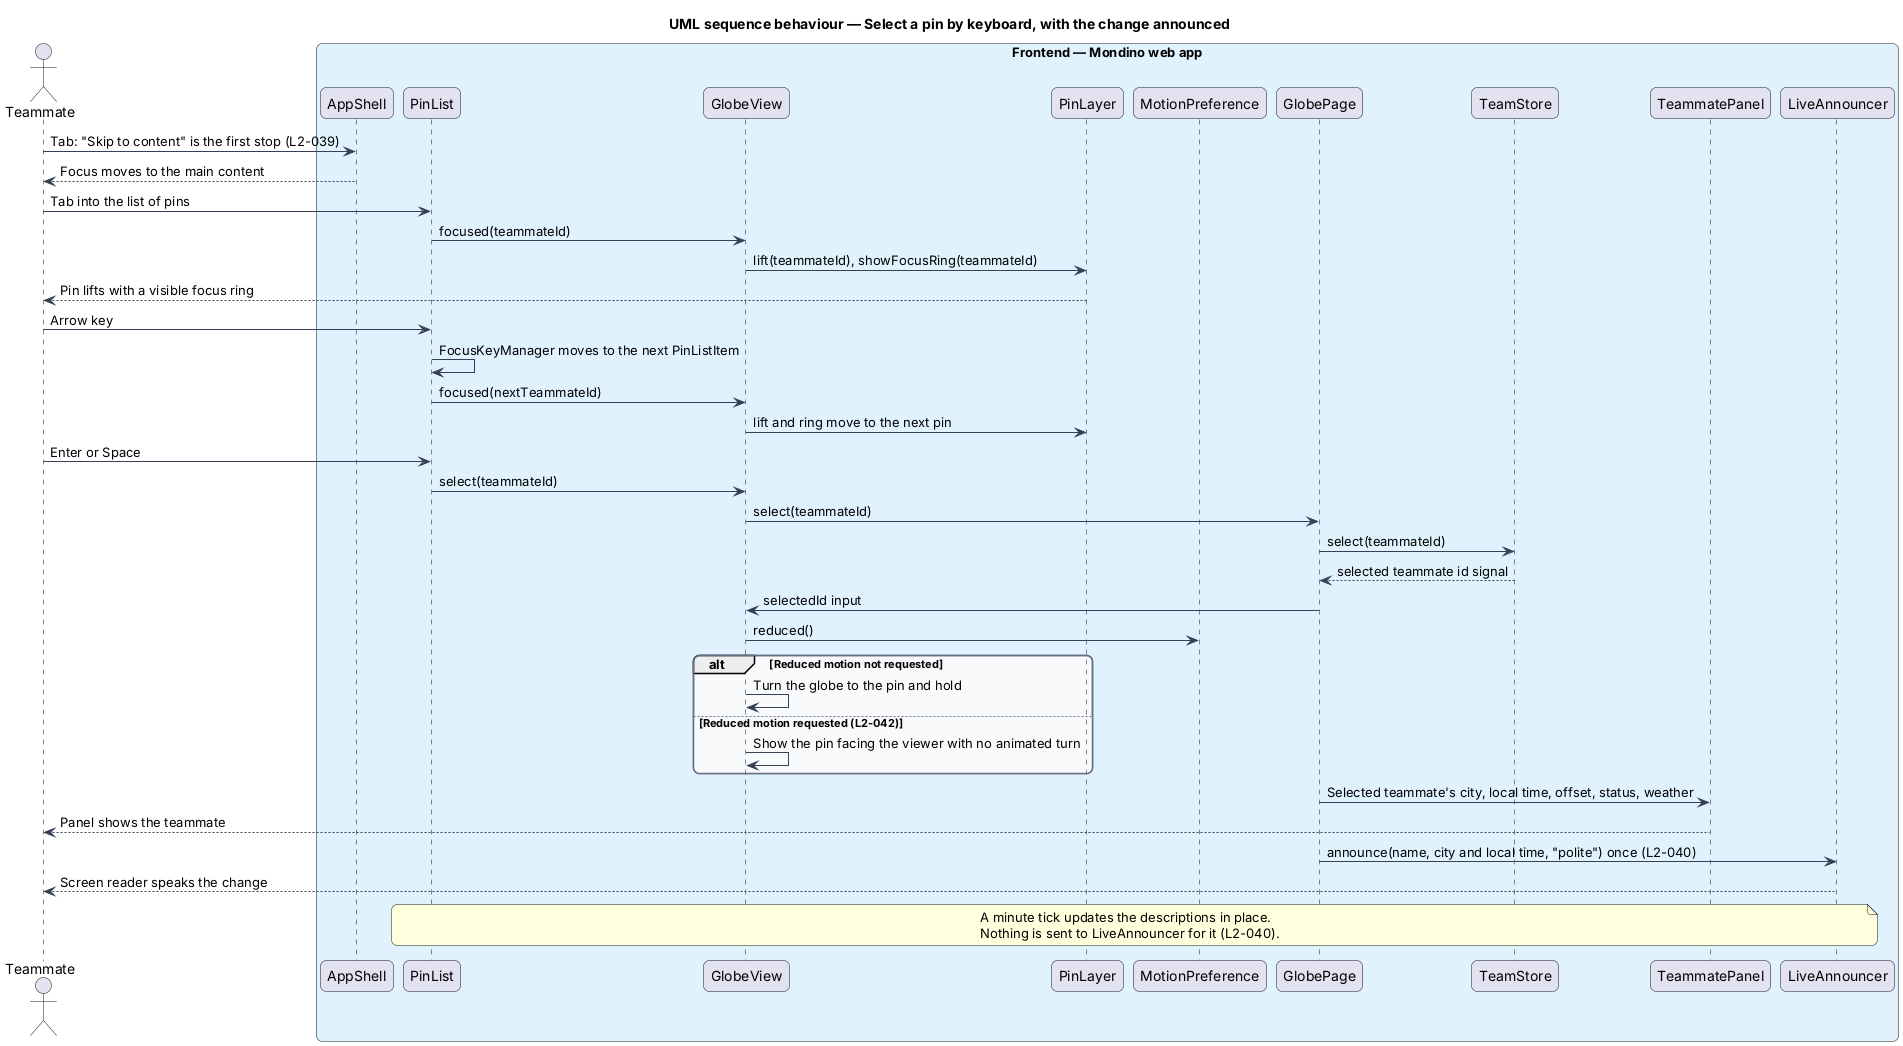 UML sequence behaviour — Select a pin by keyboard, with the change announced
Frontend — Mondino web app
Teammate
AppShell
PinList
GlobeView
PinLayer
MotionPreference
GlobePage
TeamStore
TeammatePanel
LiveAnnouncer
Tab: "Skip to content" is the first stop (L2-039)
Focus moves to the main content
Tab into the list of pins
focused(teammateId)
lift(teammateId), showFocusRing(teammateId)
Pin lifts with a visible focus ring
Arrow key
FocusKeyManager moves to the next PinListItem
focused(nextTeammateId)
lift and ring move to the next pin
Enter or Space
select(teammateId)
select(teammateId)
select(teammateId)
selected teammate id signal
selectedId input
reduced()
alt [Reduced motion not requested]
Turn the globe to the pin and hold
[Reduced motion requested (L2-042)]
Show the pin facing the viewer with no animated turn
Selected teammate's city, local time, offset, status, weather
Panel shows the teammate
announce(name, city and local time, "polite") once (L2-040)
Screen reader speaks the change
A minute tick updates the descriptions in place.
Nothing is sent to LiveAnnouncer for it (L2-040).
Teammate
AppShell
PinList
GlobeView
PinLayer
MotionPreference
GlobePage
TeamStore
TeammatePanel
LiveAnnouncer